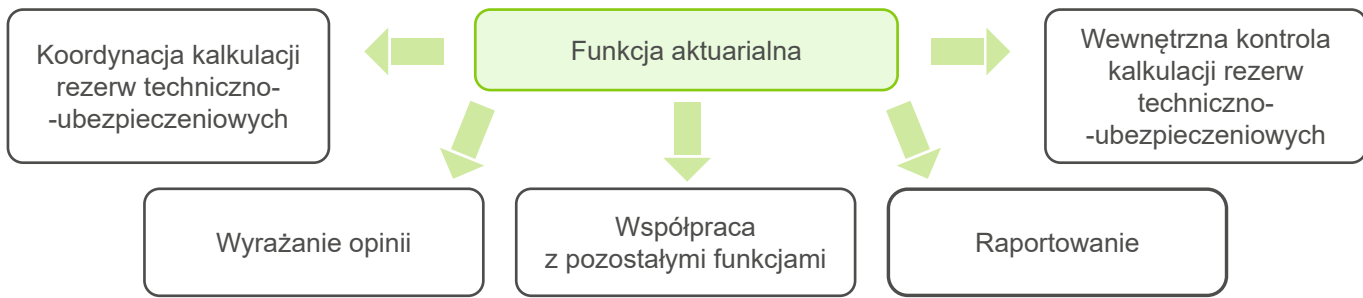 Koordynacja kalkulacji
rezerw techniczno-
-ubezpieczeniowych
Funkcja aktuarialna
Wewnętrzna kontrola
kalkulacji rezerw
techniczno-
-ubezpieczeniowych
Wyrażanie opinii
Współpraca
z pozostałymi funkcjami
Raportowanie